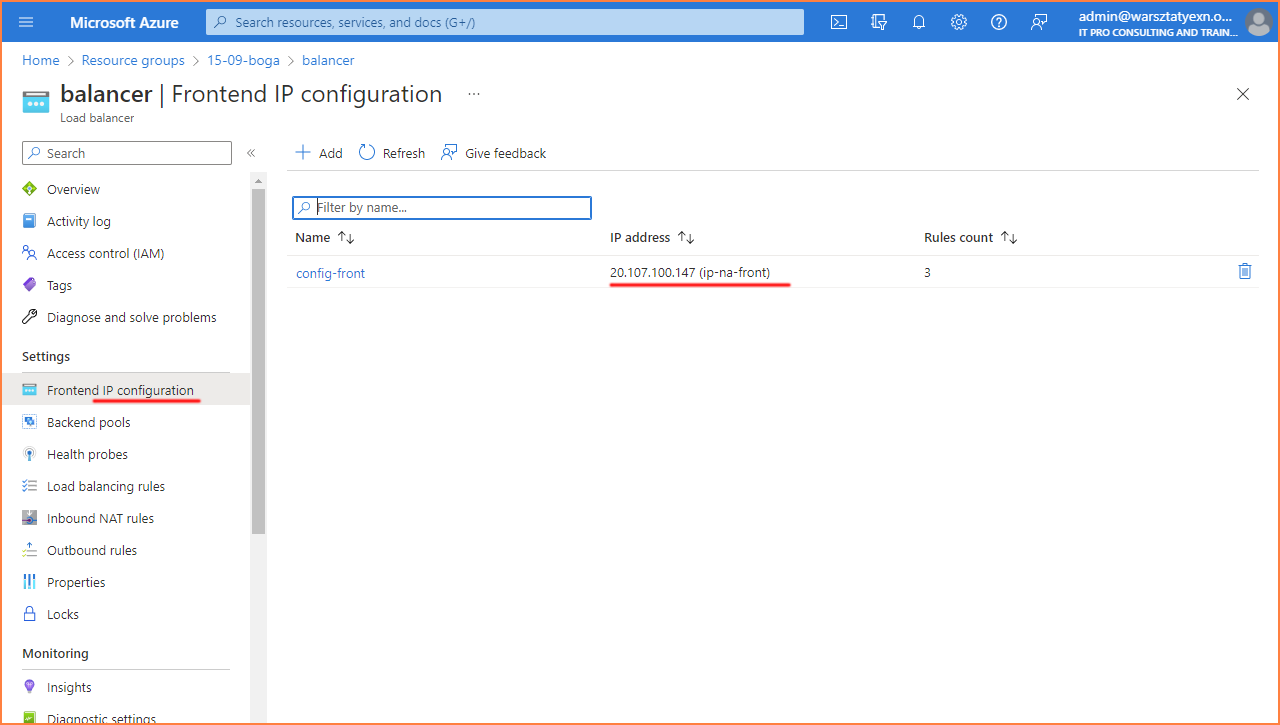 Microsoft Azure
Search resources, services, and docs (G+/)
admin@warsztatyexn.o...
IT PRO CONSULTING AND TRAIN...
Home > Resource groups > 15-09-boga > balancer
balancer | Frontend IP configuration ...
Load balancer
Search
«
Add
Refresh
Give feedback
Overview
Activity log
Access control (IAM)
Tags
Diagnose and solve problems
Settings
Frontend IP configuration
Backend pools
Health probes
Load balancing rules
Inbound NAT rules
Outbound rules
Properties
Locks
Monitoring
Insights
Diagnostic settings
Filter by name...
Name IP address Rules count
config-front 20.107.100.147 (ip-na-front) 3